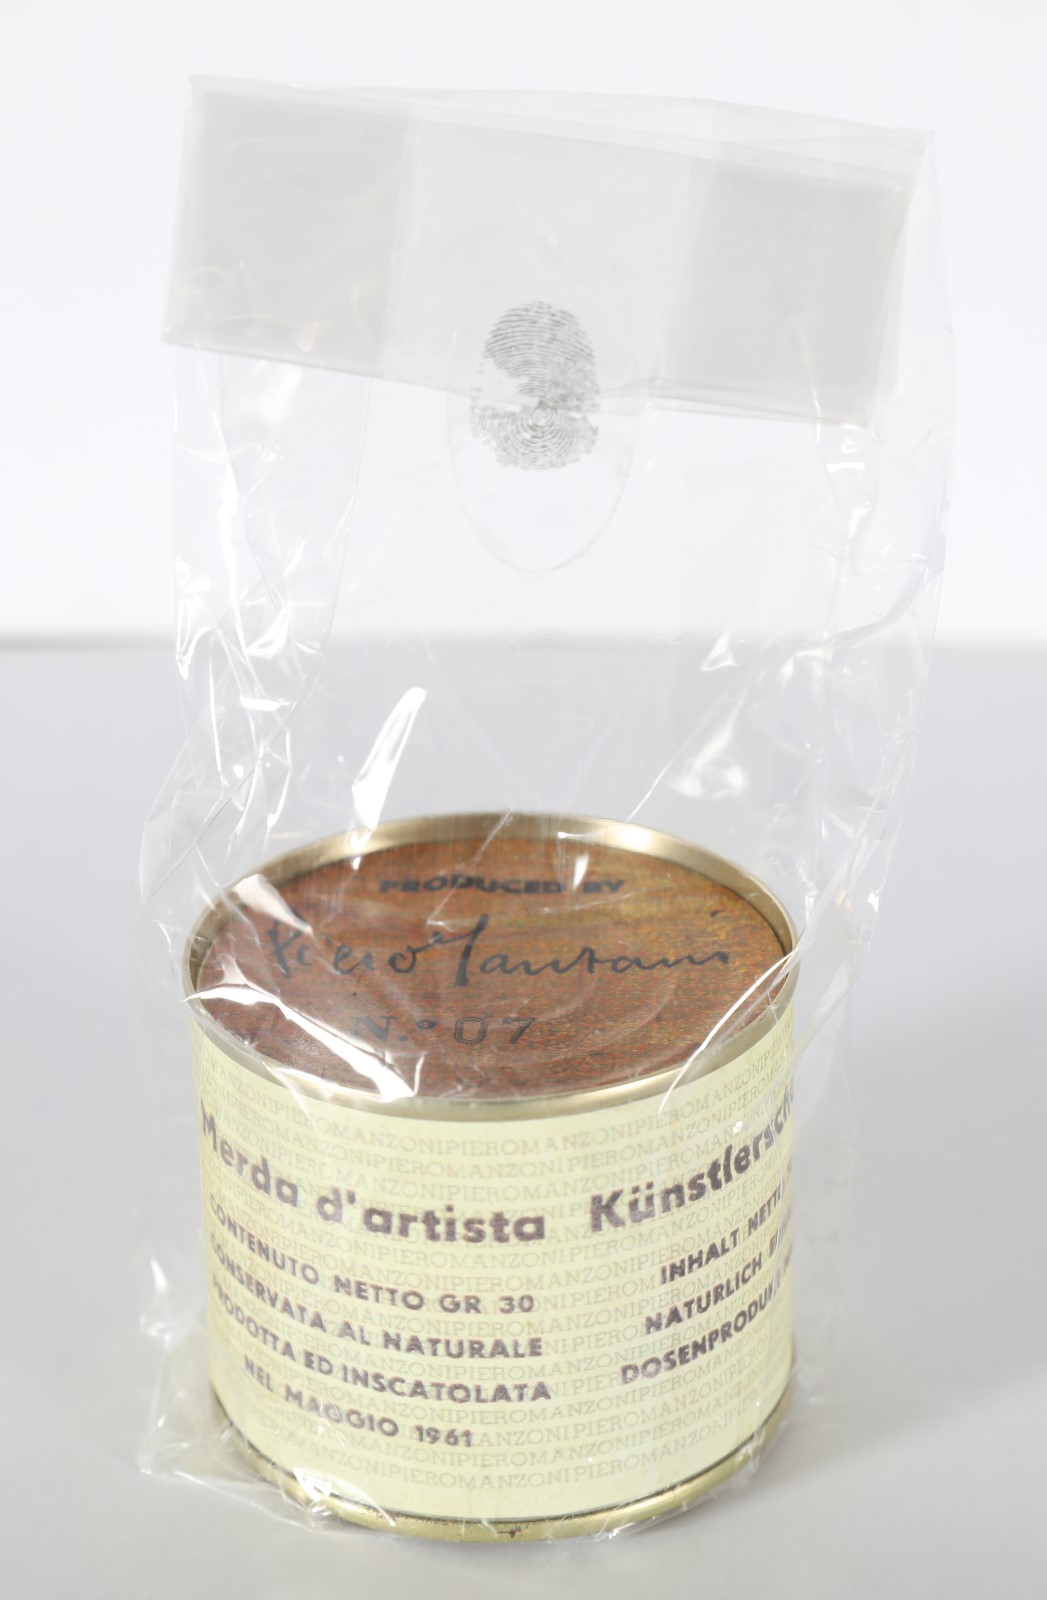 PRODUCED BY
Piero Manzoni
N.º 07
Merda d'artista
CONTENUTO NETTO GR 30
CONSERVATA AL NATURALE
PRODOTTA ED INSCATOLATA
NEL MAGGIO 1961
INHALT NETTO
NATURLICH
PIEROMANZONIPIEROMANZONI